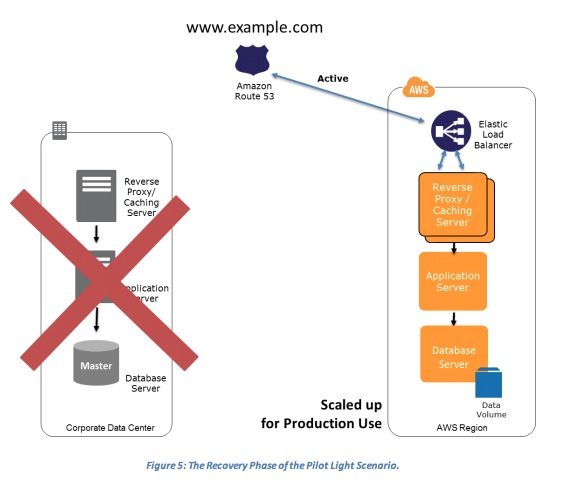 www.example.com
Amazon
Route 53
Active
AWS
Elastic
Load
Balancer
Reverse
Proxy /
Caching
Server
Reverse
Proxy /
Caching
Server
Application
Server
pplication
erver
Database
Server
Master
Database
Server
Data
Volume
Scaled up
for Production Use
Corporate Data Center
AWS Region
Figure 5: The Recovery Phase of the Pilot Light Scenario.